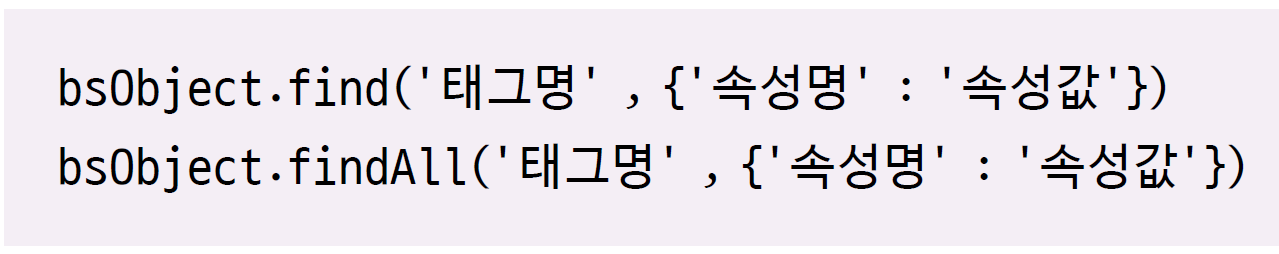 bsObject.find('태그명' , {'속성명' : '속성값'})
bsObject.findAll('태그명' , {'속성명' : '속성값'})